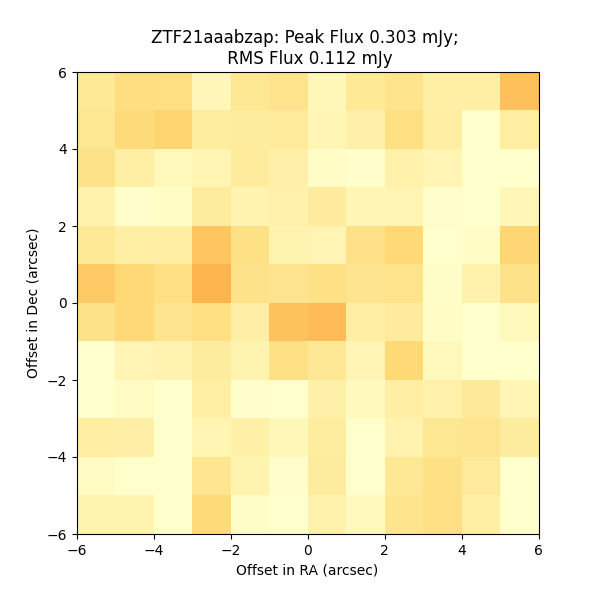 ZTF21aaabzap: Peak Flux 0.303 mJy;
RMS Flux 0.112 mJy
6
4
2
0
−2
−4
−6
Offset in Dec (arcsec)
−6 −4 −2 0 2 4 6
Offset in RA (arcsec)